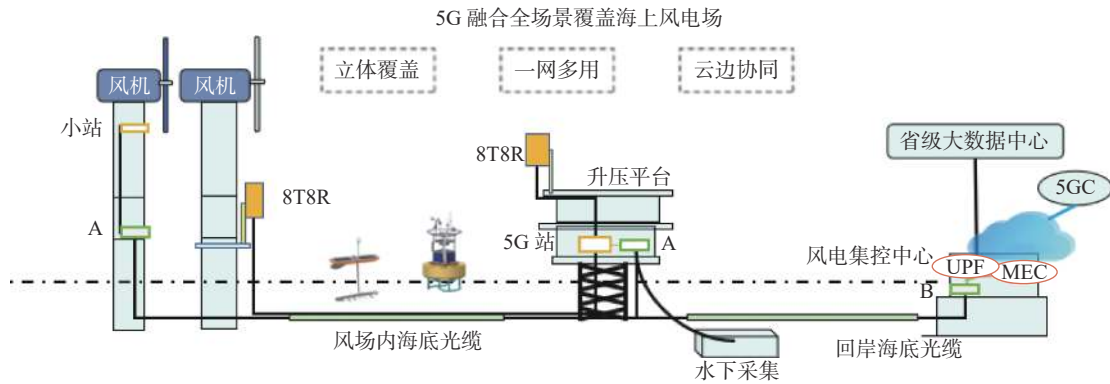 5G 融合全场景覆盖海上风电场
立体覆盖
一网多用
云边协同
风机
风机
小站
8T8R
省级大数据中心
升压平台
5GC
8T8R
A
5G 站
A
风电集控中心
UPF
MEC
B
风场内海底光缆
回岸海底光缆
水下采集